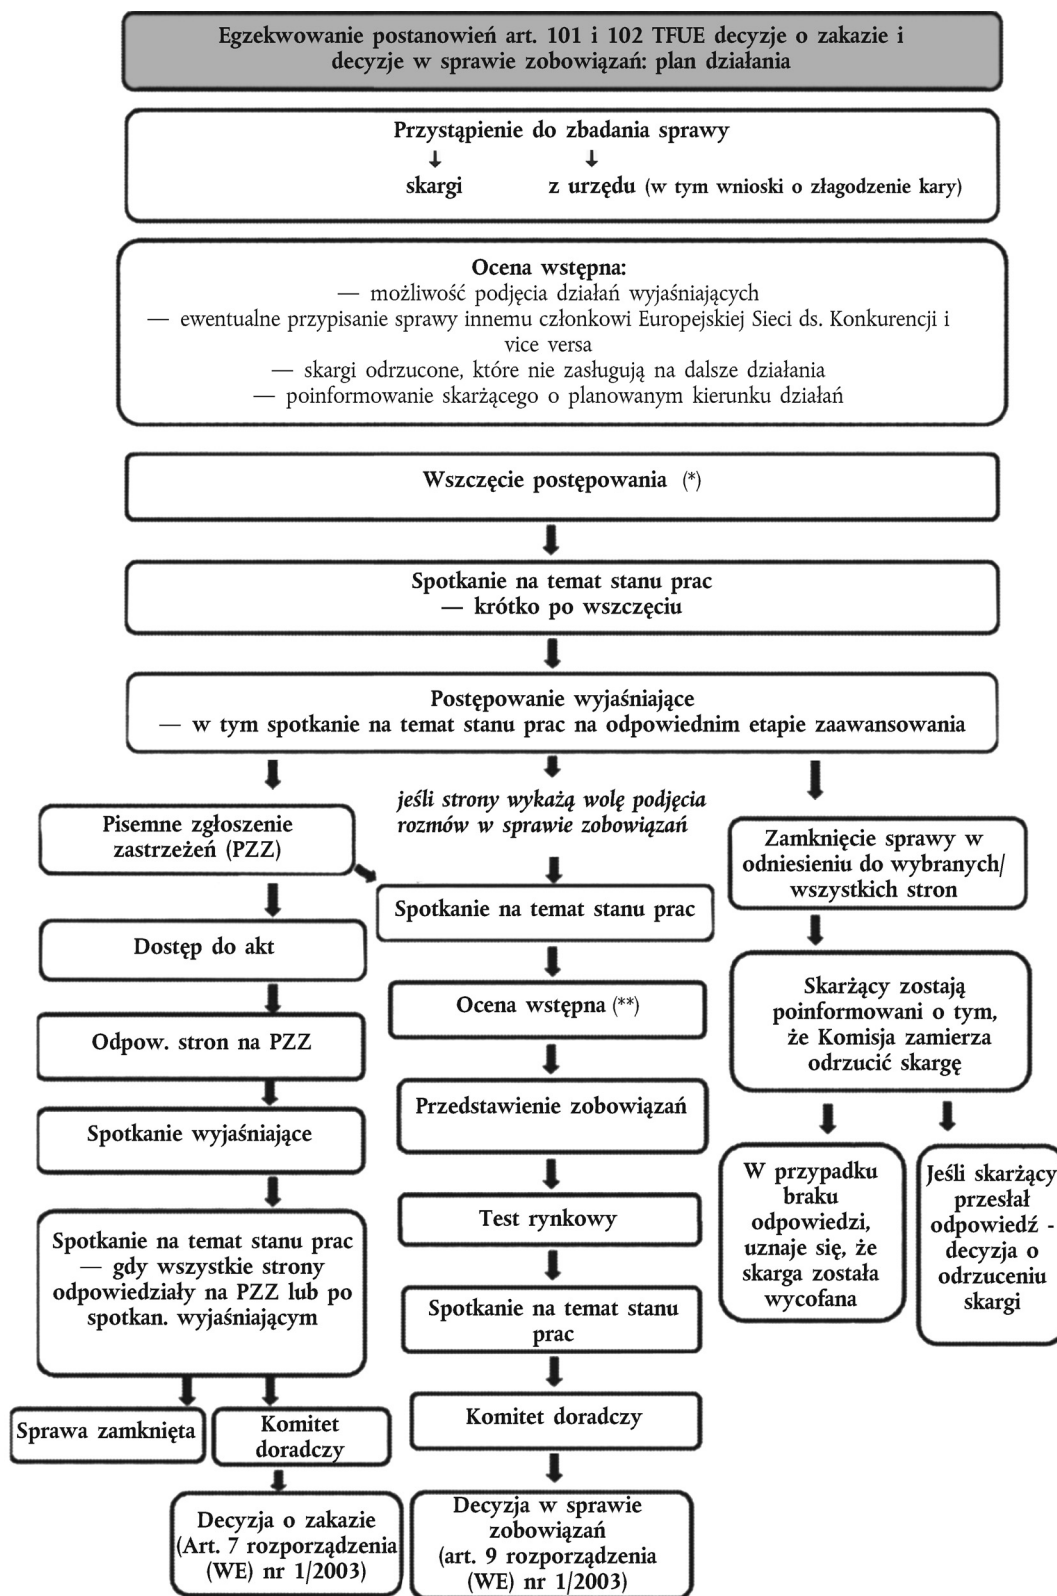 Egzekwowanie postanowień art. 101 i 102 TFUE decyzje o zakazie i
decyzje w sprawie zobowiązań: plan działania
Przystąpienie do zbadania sprawy
skargi
z urzędu (w tym wnioski o złagodzenie kary)
Ocena wstępna:
— możliwość podjęcia działań wyjaśniających
— ewentualne przypisanie sprawy innemu członkowi Europejskiej Sieci ds. Konkurencji i
vice versa
— skargi odrzucone, które nie zasługują na dalsze działania
— poinformowanie skarżącego o planowanym kierunku działań
Wszczęcie postępowania (*)
Spotkanie na temat stanu prac
— krótko po wszczęciu
Postępowanie wyjaśniające
— w tym spotkanie na temat stanu prac na odpowiednim etapie zaawansowania
Pisemne zgłoszenie
zastrzeżeń (PZZ)
Dostęp do akt
Odpow. stron na PZZ
Spotkanie wyjaśniające
Spotkanie na temat stanu prac
— gdy wszystkie strony
odpowiedziały na PZZ lub po
spotkan. wyjaśniającym
Sprawa zamknięta
Komitet
doradczy
Decyzja o zakazie
(Art. 7 rozporządzenia
(WE) nr 1/2003)
jeśli strony wykażą wolę podjęcia
rozmów w sprawie zobowiązań
Spotkanie na temat stanu prac
Ocena wstępna (**)
Przedstawienie zobowiązań
Test rynkowy
Spotkanie na temat stanu
prac
Komitet doradczy
Decyzja w sprawie
zobowiązań
(art. 9 rozporządzenia
(WE) nr 1/2003)
Zamknięcie sprawy w
odniesieniu do wybranych/
wszystkich stron
Skarżący zostają
poinformowani o tym,
że Komisja zamierza
odrzucić skargę
W przypadku
braku
odpowiedzi,
uznaje się, że
skarga została
wycofana
Jeśli skarżący
przesłał
odpowiedź -
decyzja o
odrzuceniu
skargi